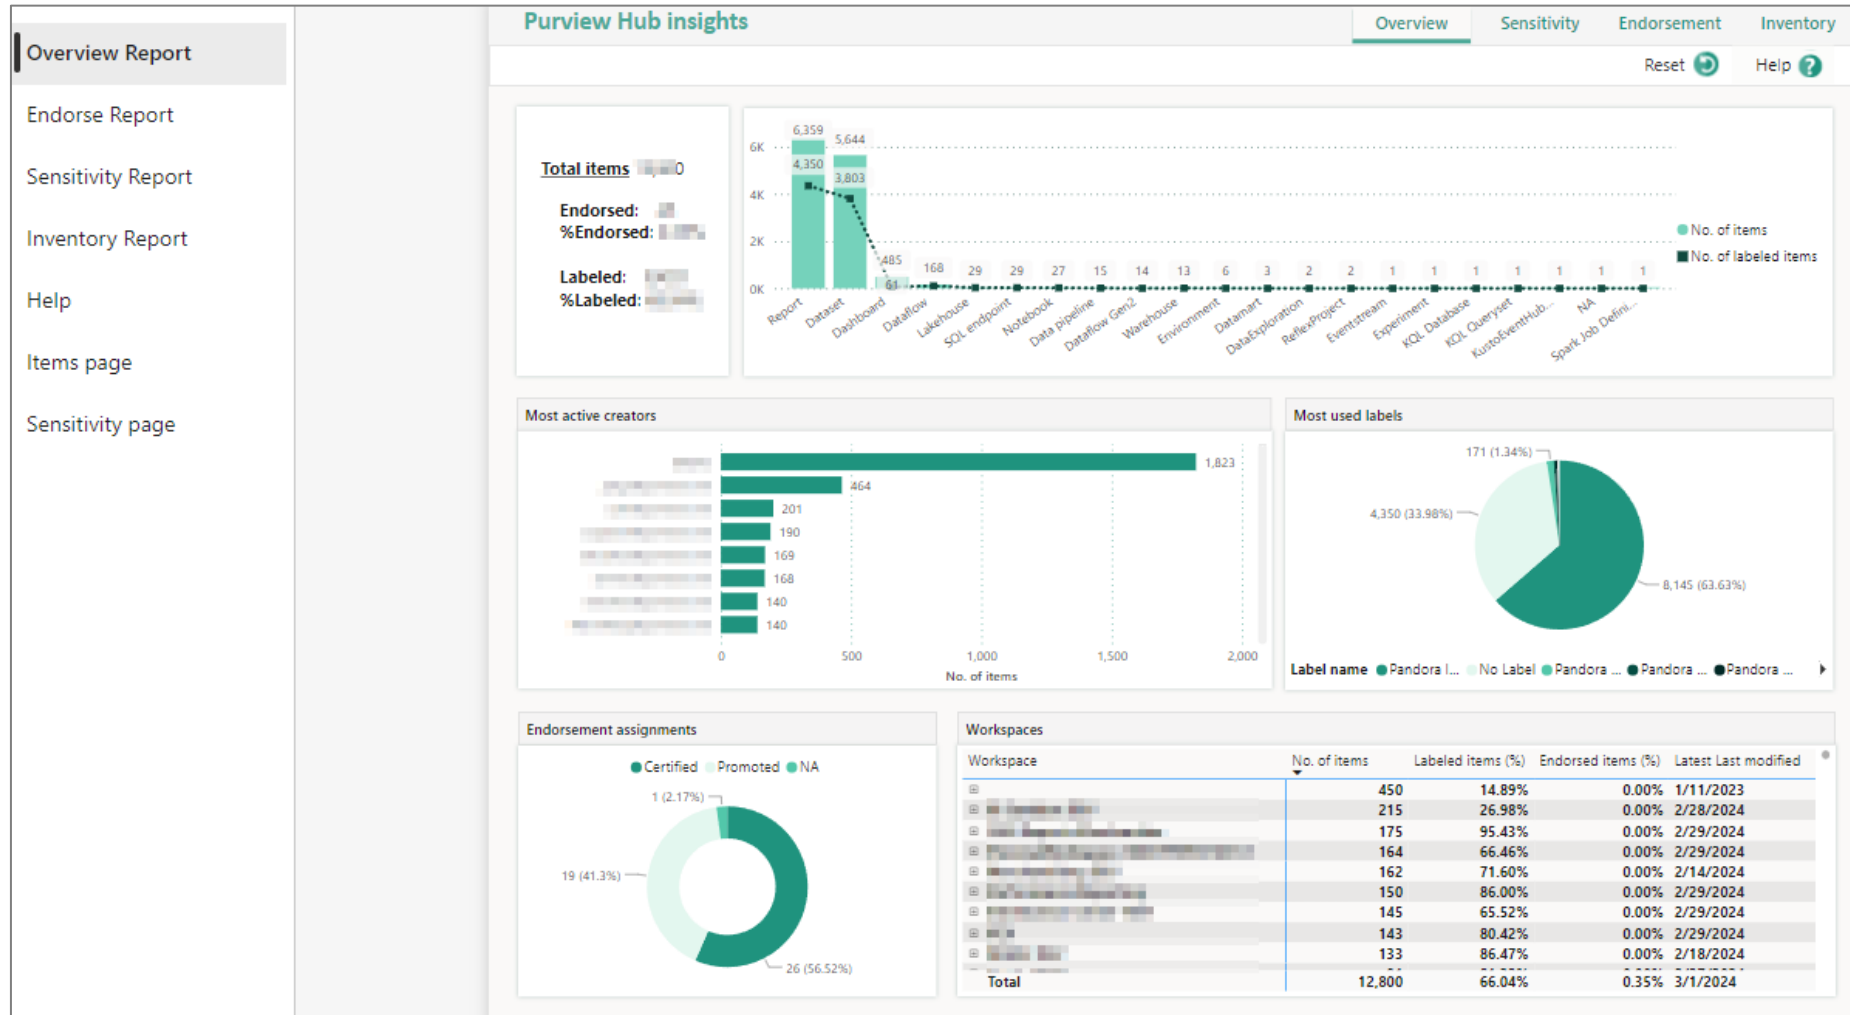 Overview Report
Endorse Report
Sensitivity Report
Inventory Report
Help
Items page
Sensitivity page
Purview Hub insights
Overview Sensitivity Endorsement Inventory
Reset Help ?
Total items
Endorsed:
%Endorsed:
Labeled:
%Labeled:
6K
4K
2K
0K
6,359 5,644
4,350 3,803
485 168 29 29 27 15 14 13 6 3 2 2 1 1 1 1 1 1 1
61
Report Dataset Dashboard Dataflow Lakehouse SQL endpoint Notebook Data pipeline Dataflow Gen2 Warehouse Environment Datamart DataExploration ReflexProject Eventstream Experiment KQL Database KQL Queryset KustoEventHub... NA Spark Job Defini...
No. of items
No. of labeled items
Most active creators
1,823
464
201
190
169
168
140
140
0 500 1,000 1,500 2,000
No. of items
Most used labels
171 (1.34%)
4,350 (33.98%)
8,145 (63.63%)
Label name Pandora I... No Label Pandora ... Pandora ... Pandora ...
Endorsement assignments
Certified Promoted NA
1 (2.17%)
19 (41.3%)
26 (56.52%)
Workspaces
Workspace No. of items Labeled items (%) Endorsed items (%) Latest Last modified
450 14.89% 0.00% 1/11/2023
215 26.98% 0.00% 2/28/2024
175 95.43% 0.00% 2/29/2024
164 66.46% 0.00% 2/29/2024
162 71.60% 0.00% 2/14/2024
150 86.00% 0.00% 2/29/2024
145 65.52% 0.00% 2/29/2024
143 80.42% 0.00% 2/29/2024
133 86.47% 0.00% 2/18/2024
Total 12,800 66.04% 0.35% 3/1/2024